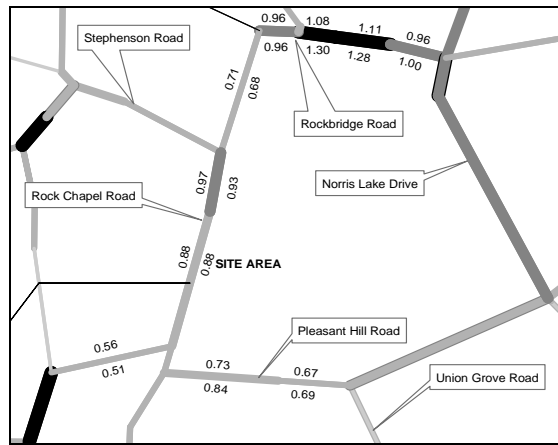 0.96 1.08 1.11 0.96
Stephenson Road
0.96 1.30 1.28 1.00
0.71 0.68
Rockbridge Road
0.97 0.93
Norris Lake Drive
Rock Chapel Road
0.88 0.88
SITE AREA
Pleasant Hill Road
0.56
0.51
0.73 0.67
0.84 0.69
Union Grove Road